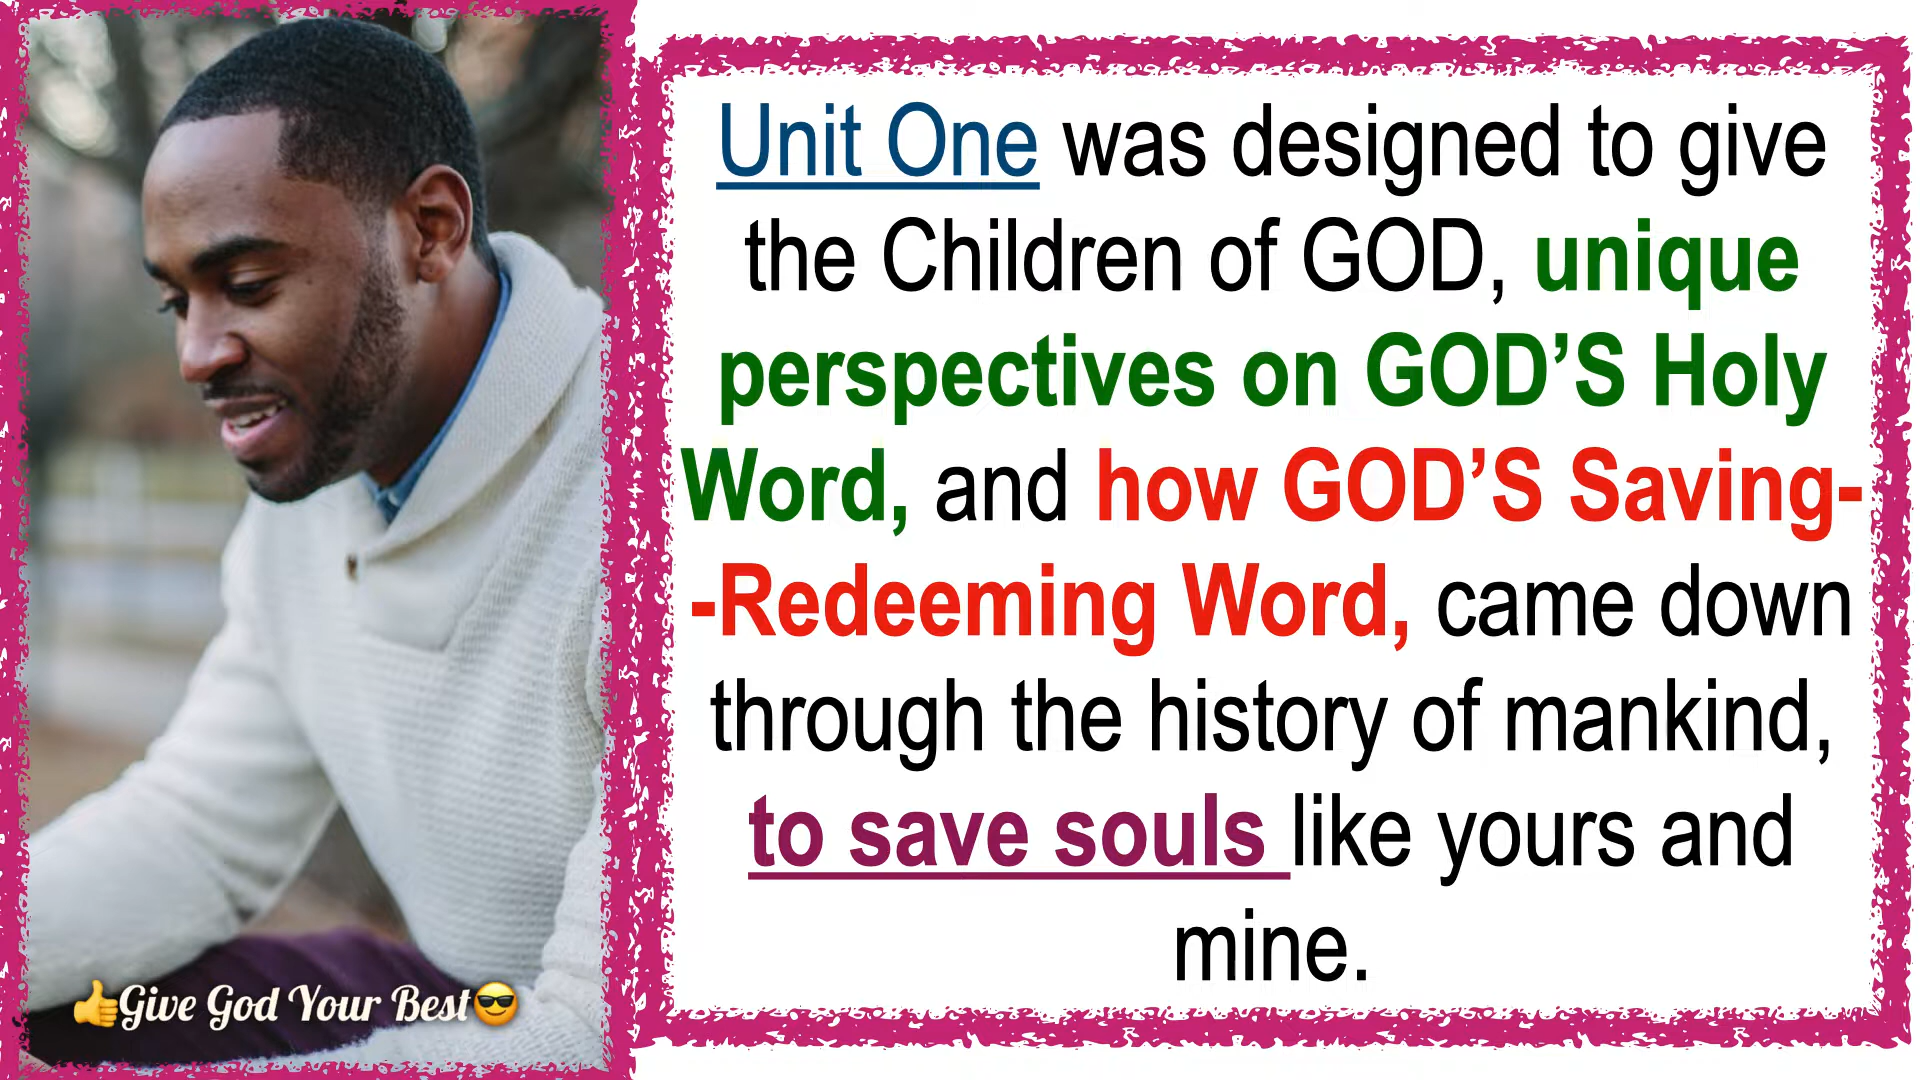 Unit One was designed to give
the Children of GOD, unique
perspectives on GOD’S Holy
Word, and how GOD’S Saving-
-Redeeming Word, came down
through the history of mankind,
to save souls like yours and
mine.
👍Give God Your Best😎